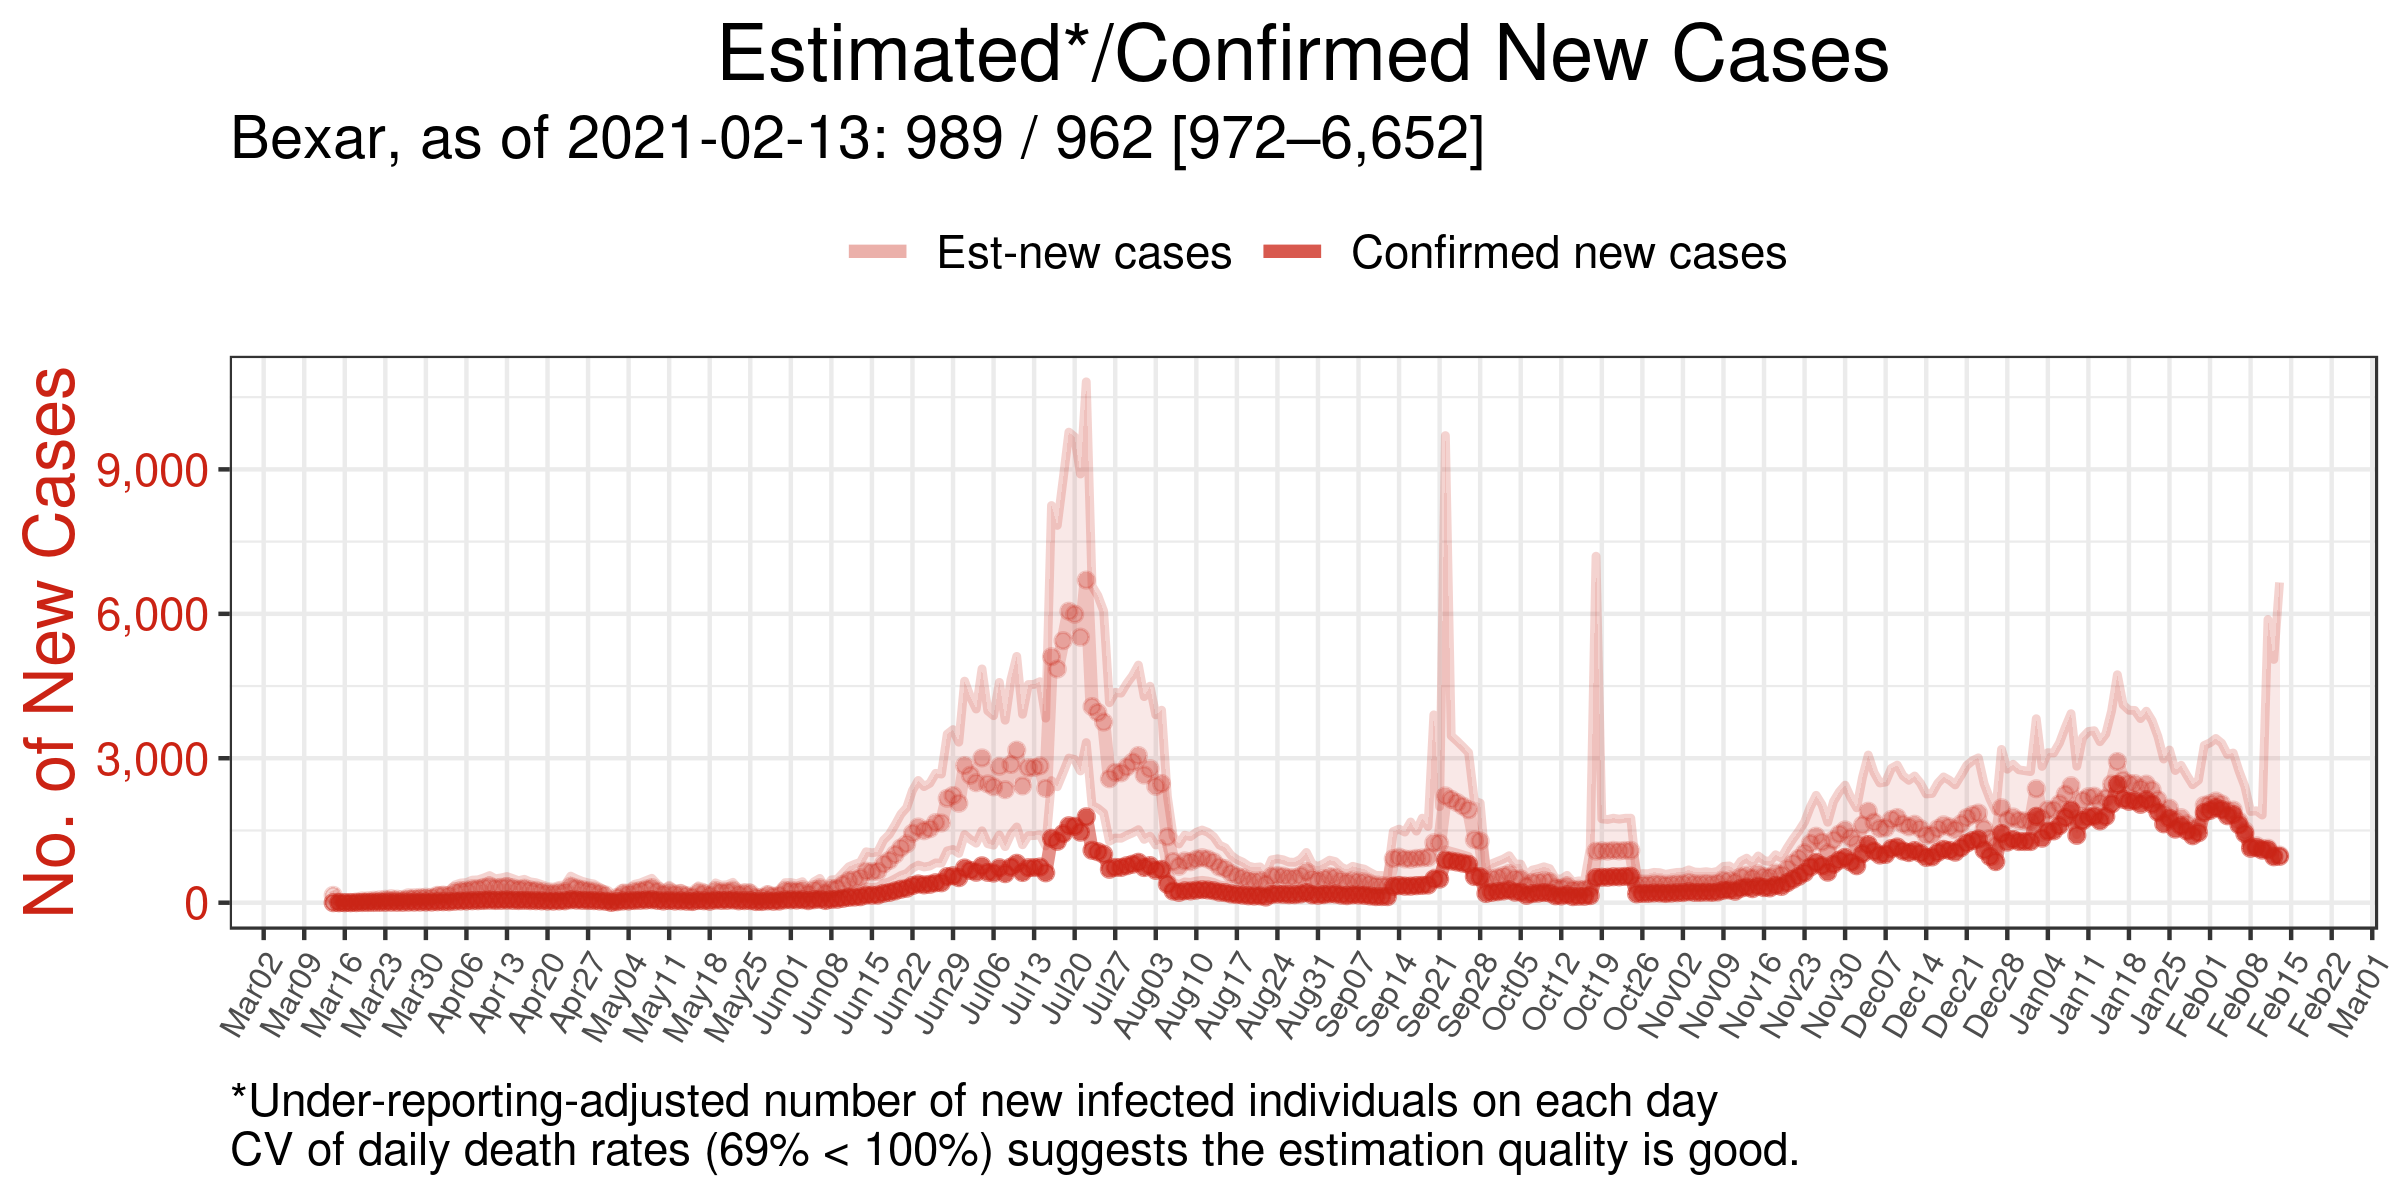 Estimated*/Confirmed New Cases
Bexar, as of 2021-02-13: 989 / 962 [972–6,652]
Est-new cases Confirmed new cases
No. of New Cases
9,000
6,000
3,000
0
Mar02 Mar09 Mar16 Mar23 Mar30 Apr06 Apr13 Apr20 Apr27 May04 May11 May18 May25 Jun01 Jun08 Jun15 Jun22 Jun29 Jul06 Jul13 Jul20 Jul27 Aug03 Aug10 Aug17 Aug24 Aug31 Sep07 Sep14 Sep21 Sep28 Oct05 Oct12 Oct19 Oct26 Nov02 Nov09 Nov16 Nov23 Nov30 Dec07 Dec14 Dec21 Dec28 Jan04 Jan11 Jan18 Jan25 Feb01 Feb08 Feb15 Feb22 Mar01
*Under-reporting-adjusted number of new infected individuals on each day
CV of daily death rates (69% < 100%) suggests the estimation quality is good.